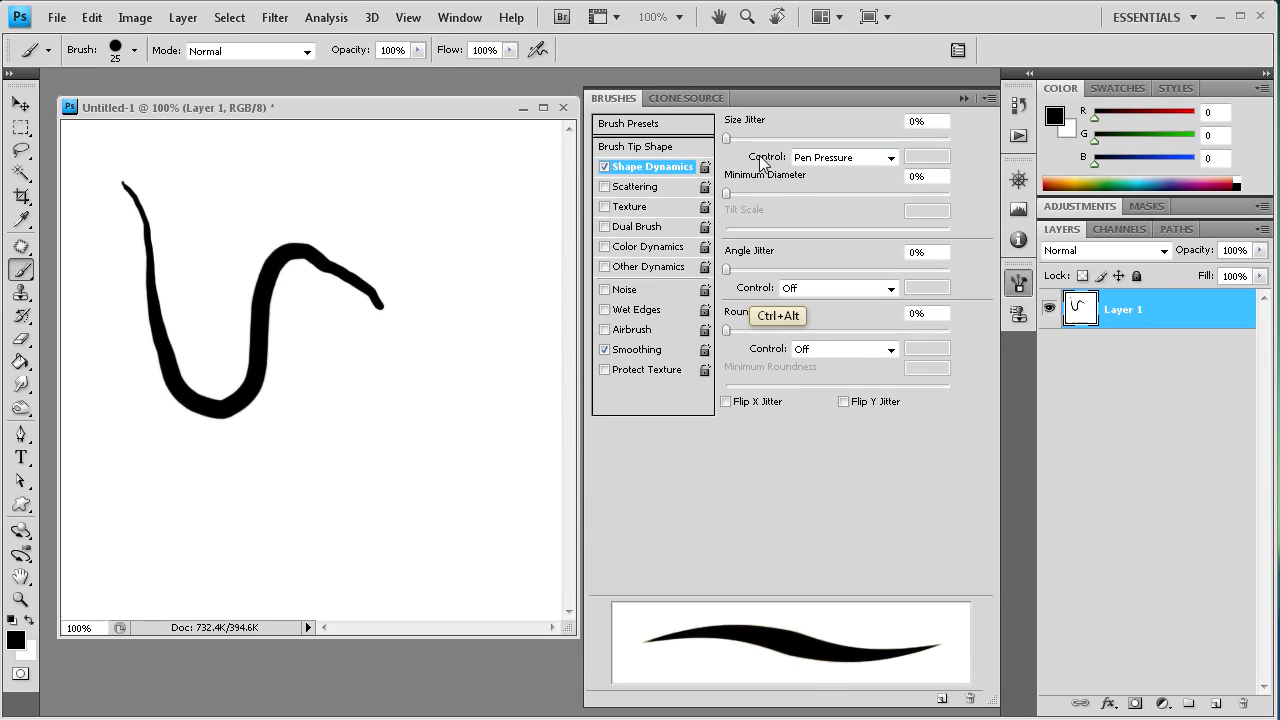 Ps File Edit Image Layer Select Filter Analysis 3D View Window Help Br 100% ESSENTIALS
Brush: 25 Mode: Normal Opacity: 100% Flow: 100%
Ps Untitled-1 @ 100% (Layer 1, RGB/8) *
100% Doc: 732.4K/394.6K
BRUSHES CLONE SOURCE
Brush Presets
Brush Tip Shape
Shape Dynamics
Scattering
Texture
Dual Brush
Color Dynamics
Other Dynamics
Noise
Wet Edges
Airbrush
Smoothing
Protect Texture
Size Jitter 0%
Control: Pen Pressure
Minimum Diameter 0%
Tilt Scale
Angle Jitter 0%
Control: Off
Roun 0%
Ctrl+Alt
Control: Off
Minimum Roundness
Flip X Jitter Flip Y Jitter
COLOR SWATCHES STYLES
R 0
G 0
B 0
ADJUSTMENTS MASKS
LAYERS CHANNELS PATHS
Normal Opacity: 100%
Lock: Fill: 100%
Layer 1
T
fx